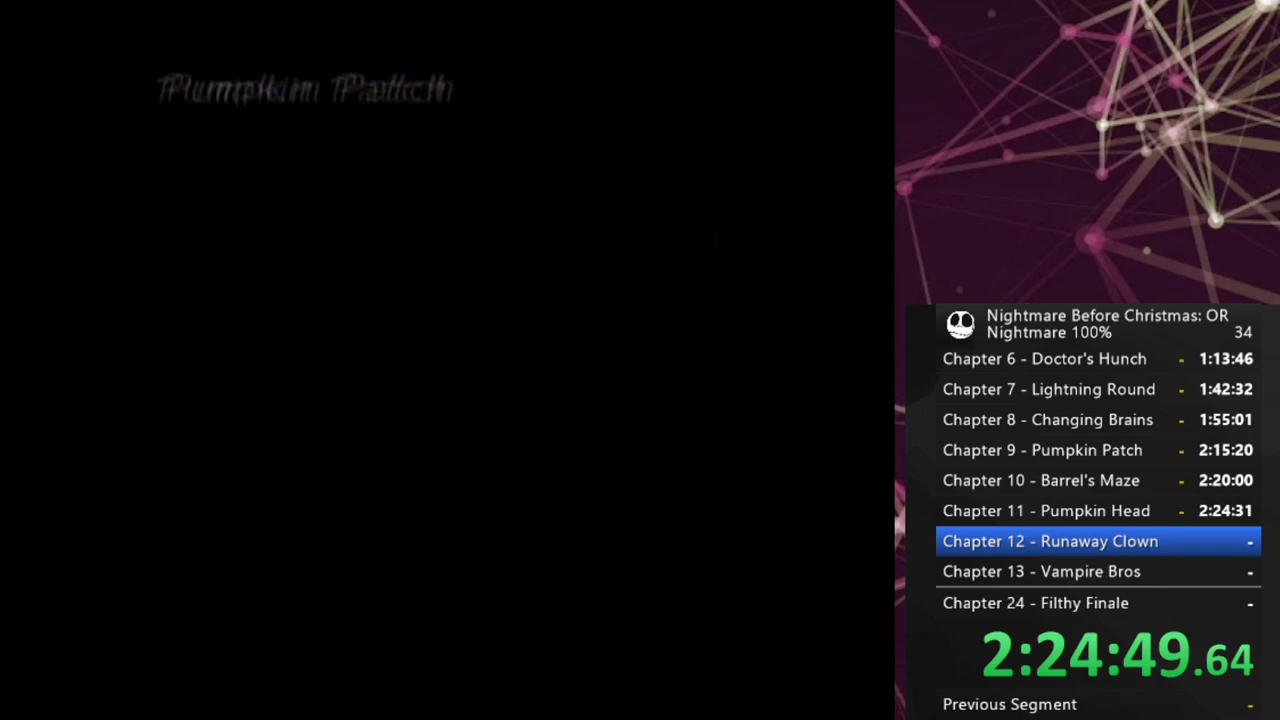 Pumpkin Patch
Nightmare Before Christmas: OR
Nightmare 100% 34
Chapter 6 - Doctor's Hunch - 1:13:46
Chapter 7 - Lightning Round - 1:42:32
Chapter 8 - Changing Brains - 1:55:01
Chapter 9 - Pumpkin Patch - 2:15:20
Chapter 10 - Barrel's Maze - 2:20:00
Chapter 11 - Pumpkin Head - 2:24:31
Chapter 12 - Runaway Clown -
Chapter 13 - Vampire Bros -
Chapter 24 - Filthy Finale -
2:24:49.64
Previous Segment -